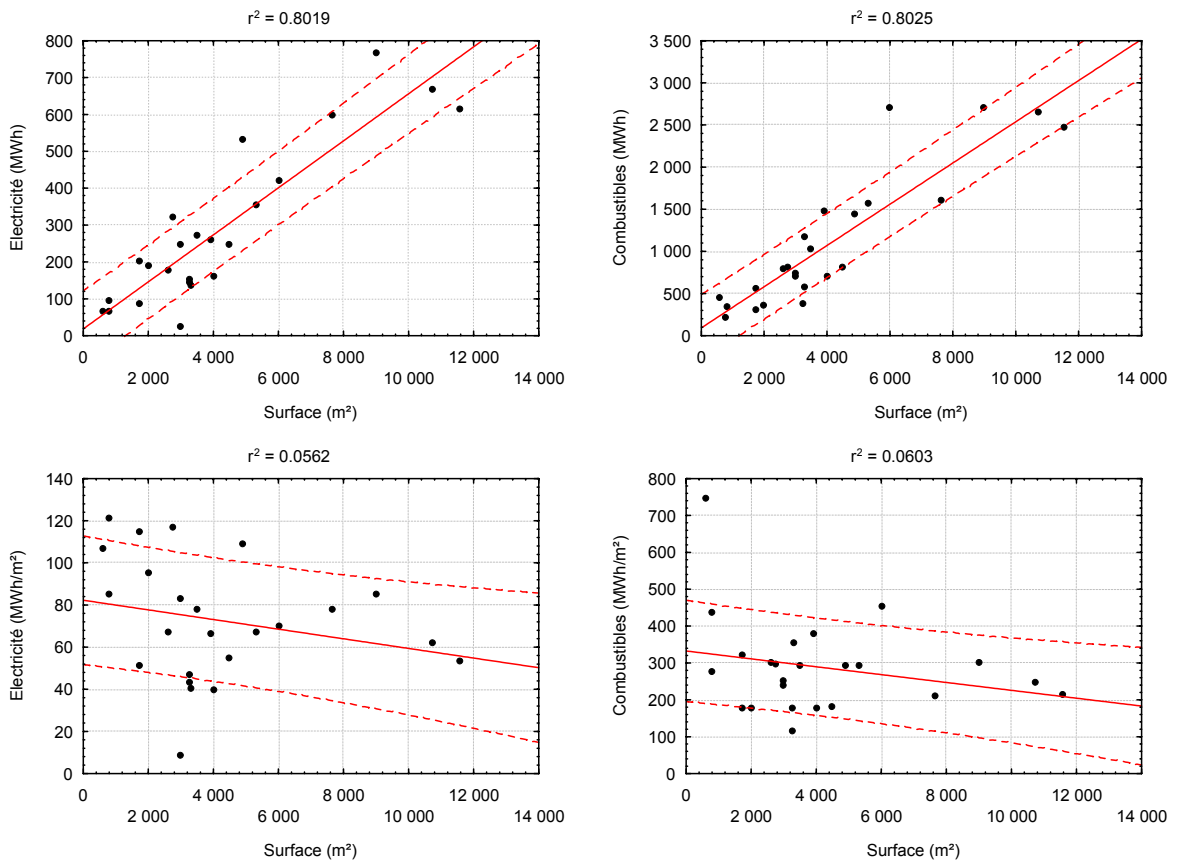 r² = 0.8019
Electricité (MWh)
800
700
600
500
400
300
200
100
0
0 4 000 8 000 12 000
2 000 6 000 10 000 14 000
Surface (m²)
r² = 0.8025
Combustibles (MWh)
3 500
3 000
2 500
2 000
1 500
1 000
500
0
0 4 000 8 000 12 000
2 000 6 000 10 000 14 000
Surface (m²)
r² = 0.0562
Electricité (MWh/m²)
140
120
100
80
60
40
20
0
0 4 000 8 000 12 000
2 000 6 000 10 000 14 000
Surface (m²)
r² = 0.0603
Combustibles (MWh/m²)
800
700
600
500
400
300
200
100
0
0 4 000 8 000 12 000
2 000 6 000 10 000 14 000
Surface (m²)